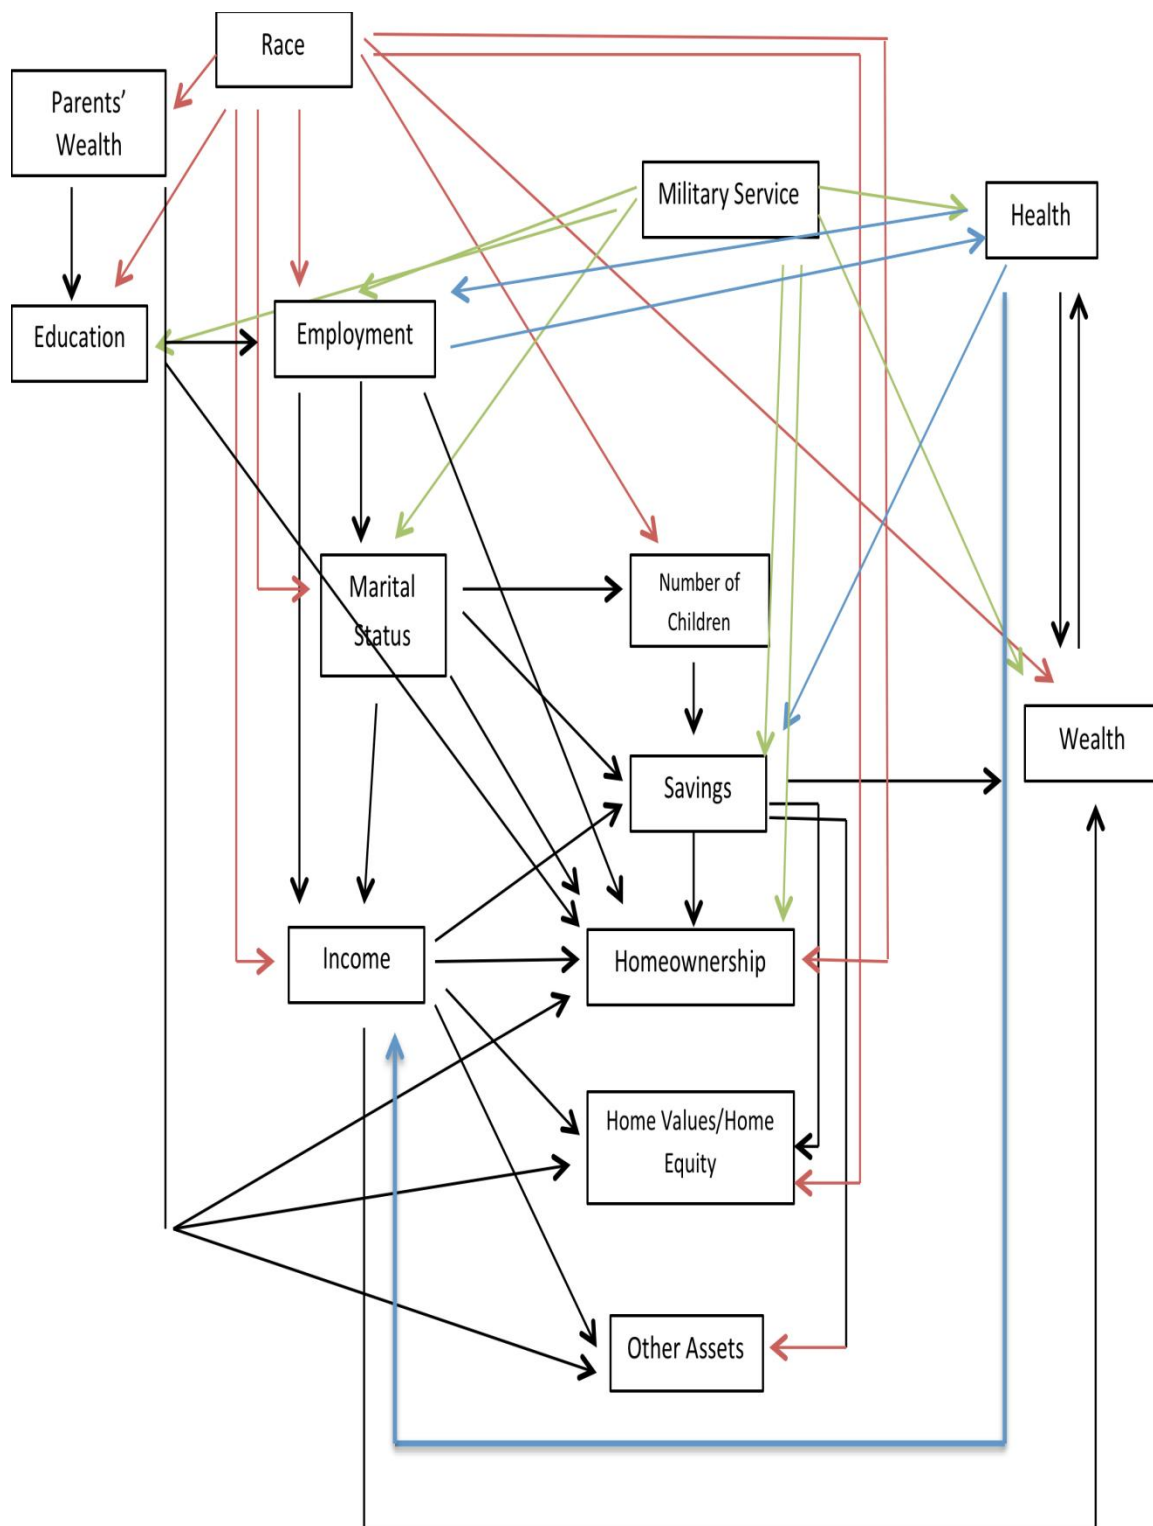 Race
Parents'
Wealth
Military Service
Health
Education
Employment
Marital
Status
Number of
Children
Wealth
Savings
Income
Homeownership
Home Values/Home
Equity
Other Assets